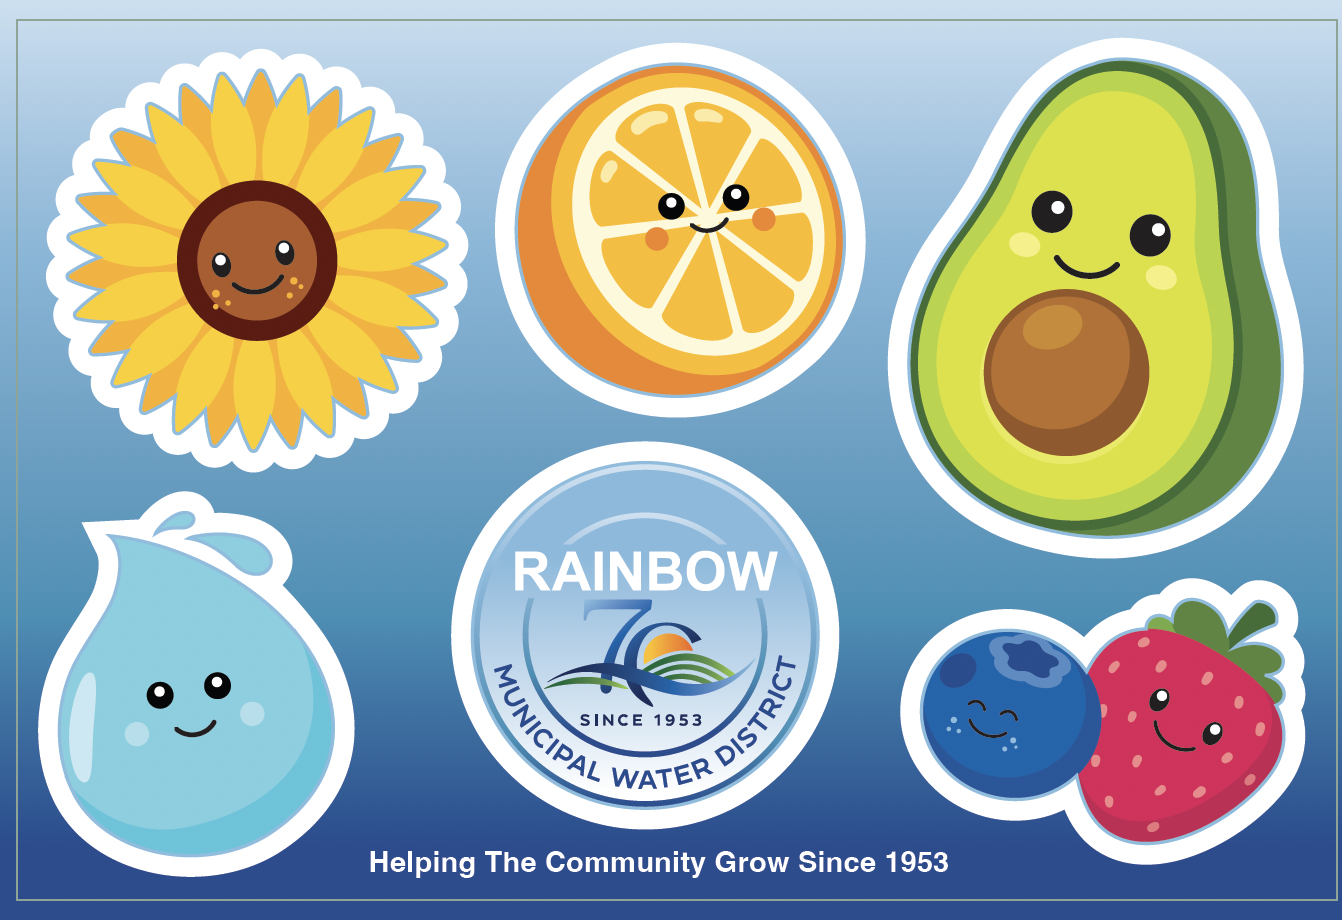 RAINBOW
70
SINCE 1953
MUNICIPAL WATER DISTRICT
Helping The Community Grow Since 1953